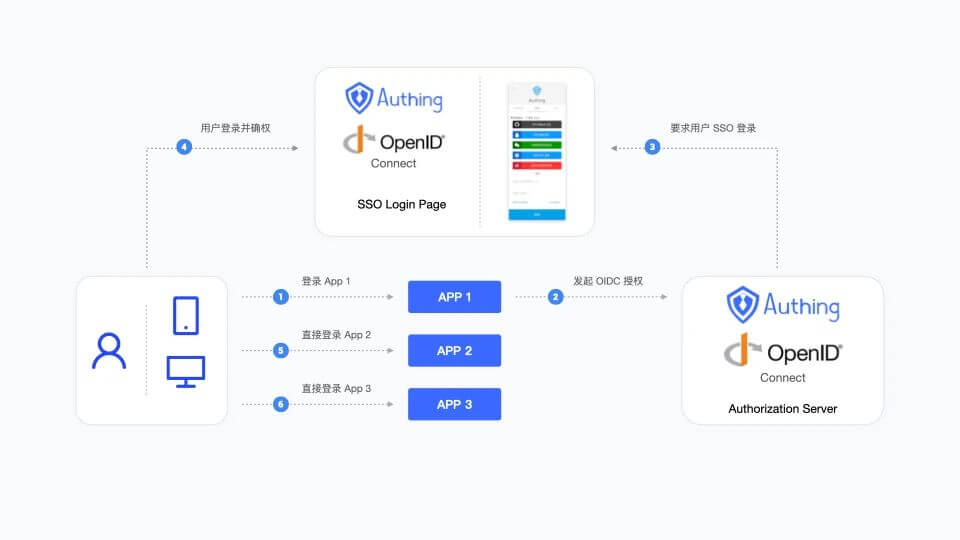 Authing
OpenID®
Connect
SSO Login Page
Authing
用户登录并确权
4
要求用户 SSO 登录
3
登录 App 1
1
APP 1
发起 OIDC 授权
2
直接登录 App 2
5
APP 2
直接登录 App 3
6
APP 3
Authing
OpenID®
Connect
Authorization Server